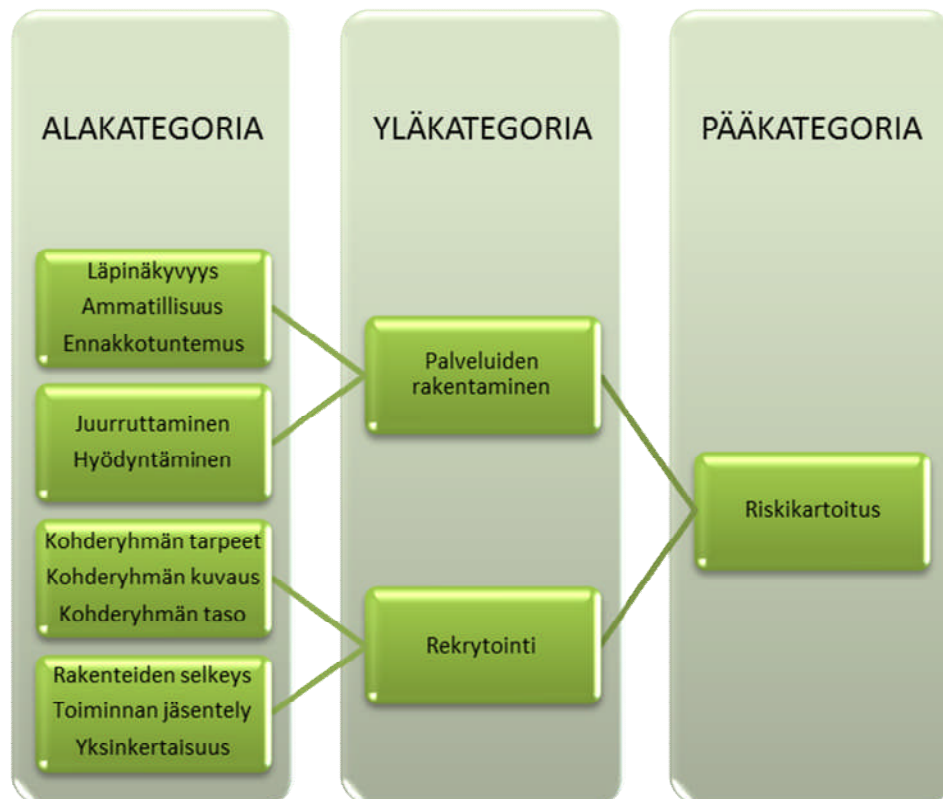 ALAKATEGORIA
Läpinäkyvyys
Ammatillisuus
Ennakkotuntemus
Juurruttaminen
Hyödyntäminen
Kohderyhmän tarpeet
Kohderyhmän kuvaus
Kohderyhmän taso
Rakenteiden selkeys
Toiminnan jäsentely
Yksinkertaisuus
YLÄKATEGORIA
Palveluiden
rakentaminen
Rekrytointi
PÄÄKATEGORIA
Riskikartoitus